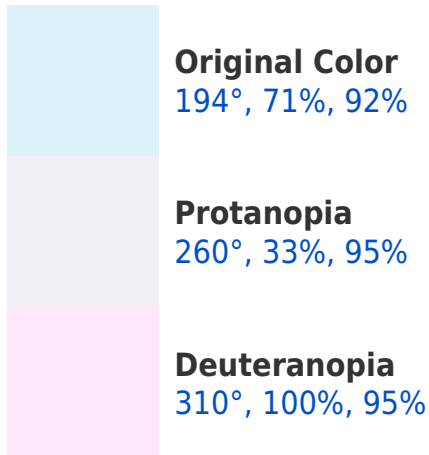 Original Color
194°, 71%, 92%
Protanopia
260°, 33%, 95%
Deuteranopia
310°, 100%, 95%